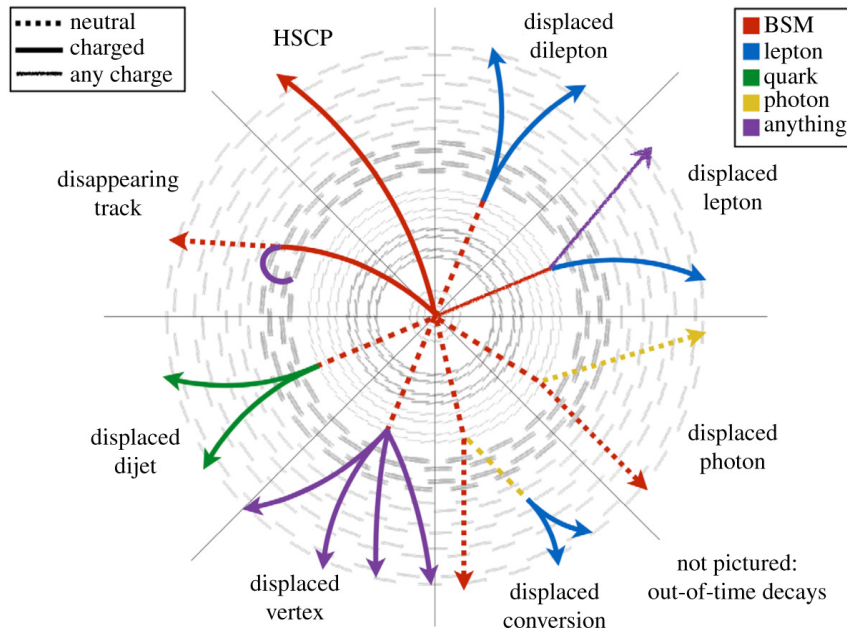 neutral
charged
any charge
HSCP
displaced
dilepton
BSM
lepton
quark
photon
anything
disappearing
track
displaced
lepton
displaced
dijet
displaced
photon
displaced
vertex
displaced
conversion
not pictured:
out-of-time decays